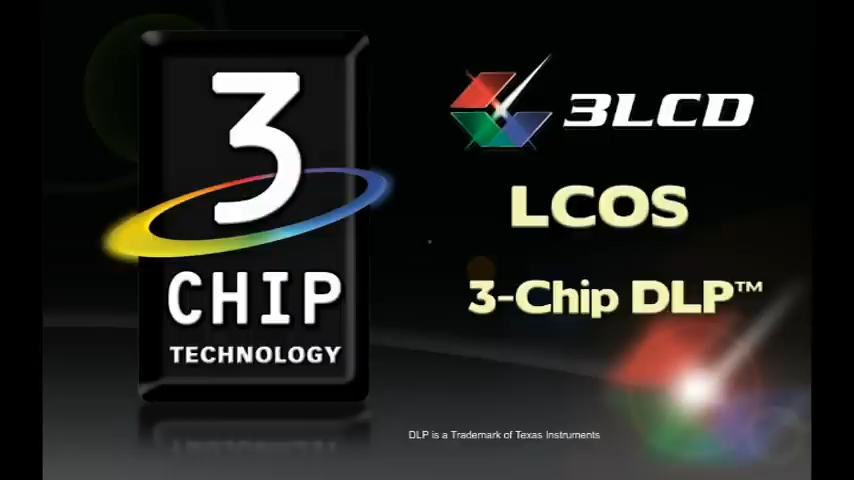 3
CHIP
TECHNOLOGY
3LCD
LCOS
3-Chip DLP™
DLP is a Trademark of Texas Instruments